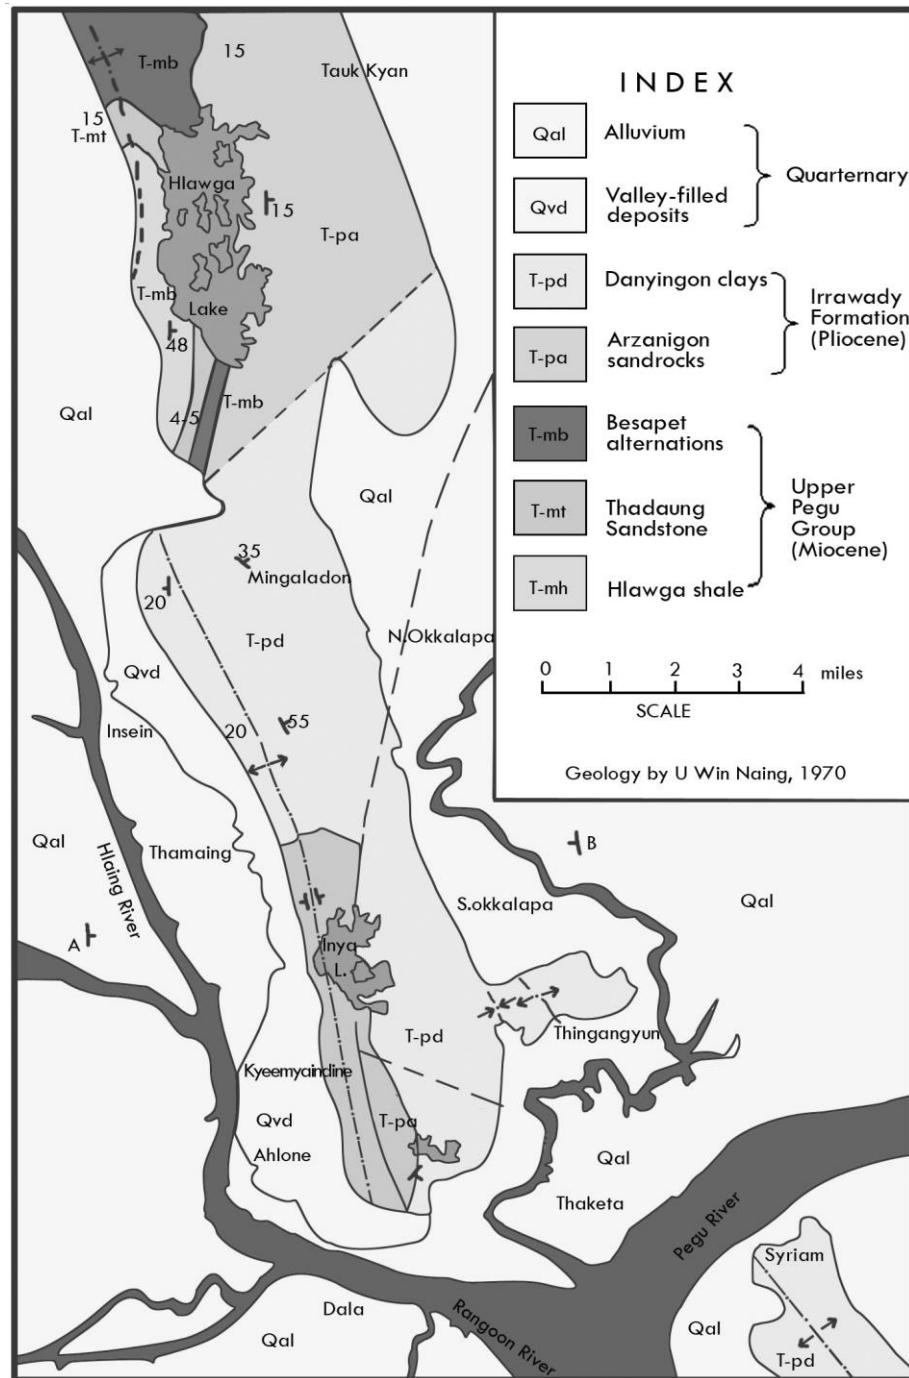 T-mb
15
Tauk Kyan
15
T-mt
Hlawga
15
T-pa
T-mb
Lake
48
T-mb
4-5
Qal
Qal
35
Mingaladon
20
T-pd
N.Okkalapa
Qvd
Insein
20
55
Qal
Thamaing
Hlaing River
B
S.okkalapa
Qal
A
Inya
L.
T-pd
Thingangyun
Kyeemyaindine
Qvd
T-pa
Ahlone
Qal
Thaketa
Pegu River
Syriam
Dala
Rangoon River
Qal
Qal
T-pd
INDEX
Qal Alluvium
Quarternary
Qvd Valley-filled
deposits
T-pd Danyingon clays
Irrawady
Formation
(Pliocene)
T-pa Arzanigon
sandrocks
T-mb Besapet
alternations
Upper
Pegu
Group
(Miocene)
T-mt Thadaung
Sandstone
T-mh Hlawga shale
0 1 2 3 4 miles
SCALE
Geology by U Win Naing, 1970